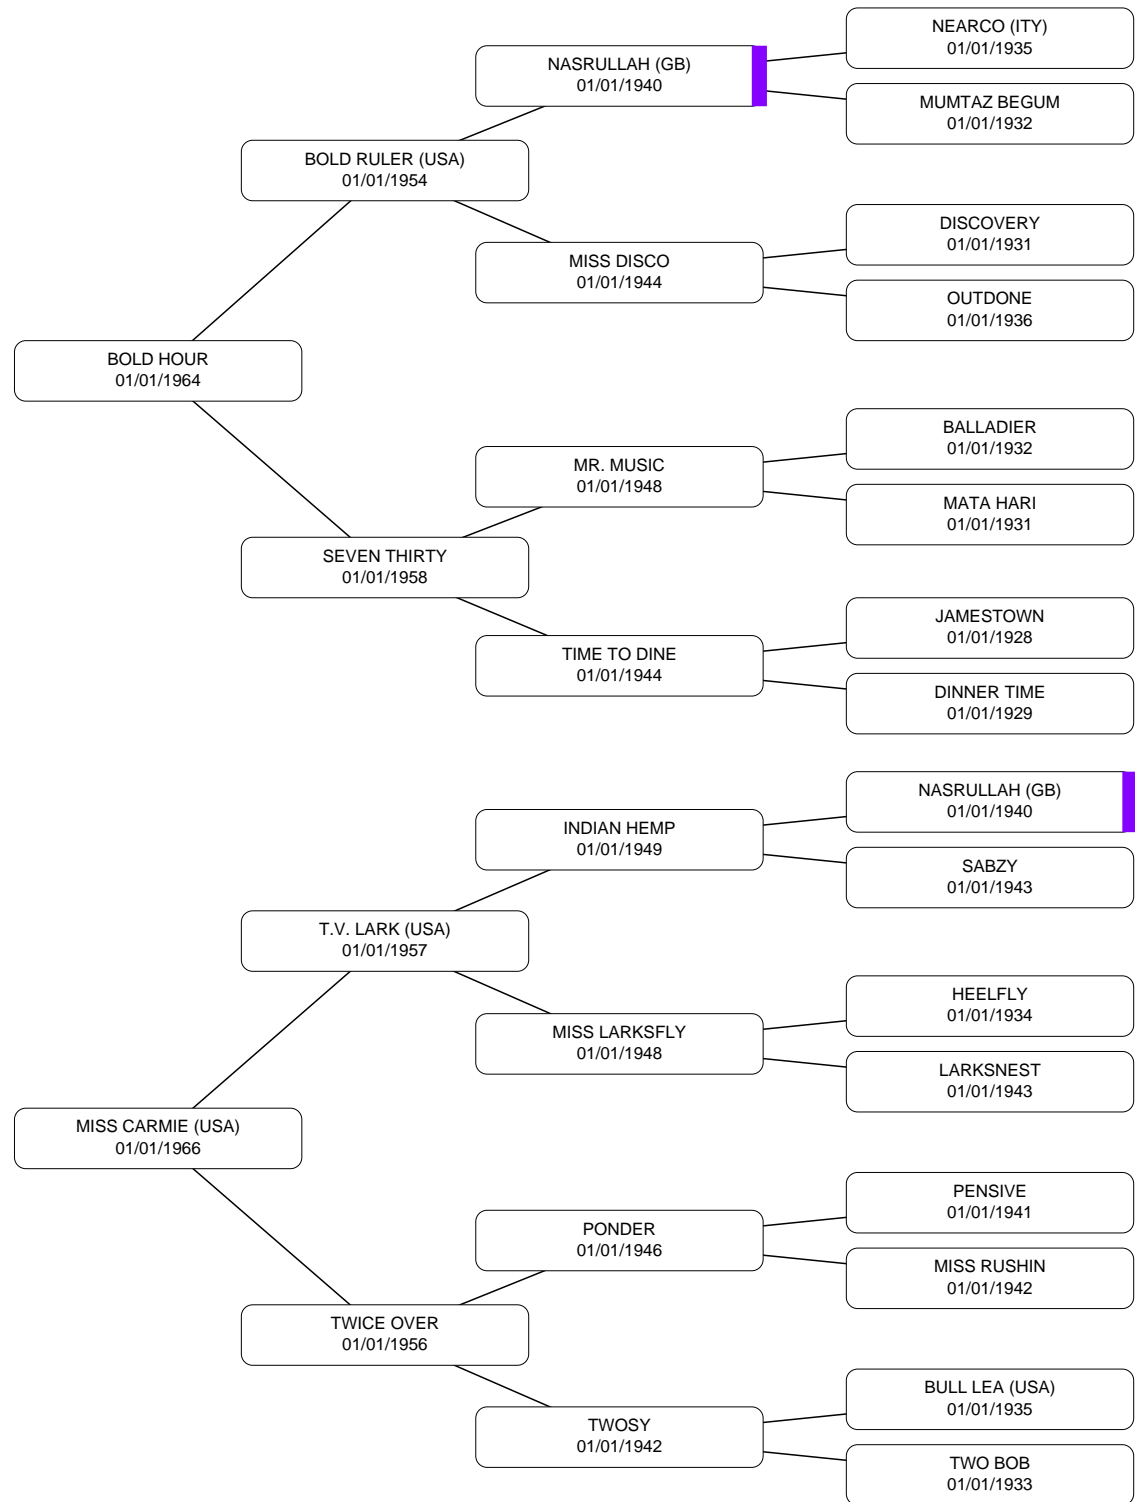 NEARCO (ITY)
01/01/1935
NASRULLAH (GB)
01/01/1940
MUMTAZ BEGUM
01/01/1932
BOLD RULER (USA)
01/01/1954
DISCOVERY
01/01/1931
MISS DISCO
01/01/1944
OUTDONE
01/01/1936
BOLD HOUR
01/01/1964
BALLADIER
01/01/1932
MR. MUSIC
01/01/1948
MATA HARI
01/01/1931
SEVEN THIRTY
01/01/1958
JAMESTOWN
01/01/1928
TIME TO DINE
01/01/1944
DINNER TIME
01/01/1929
NASRULLAH (GB)
01/01/1940
INDIAN HEMP
01/01/1949
SABZY
01/01/1943
T.V. LARK (USA)
01/01/1957
HEELFLY
01/01/1934
MISS LARKSFLY
01/01/1948
LARKSNEST
01/01/1943
MISS CARMIE (USA)
01/01/1966
PENSIVE
01/01/1941
PONDER
01/01/1946
MISS RUSHIN
01/01/1942
TWICE OVER
01/01/1956
BULL LEA (USA)
01/01/1935
TWOSY
01/01/1942
TWO BOB
01/01/1933